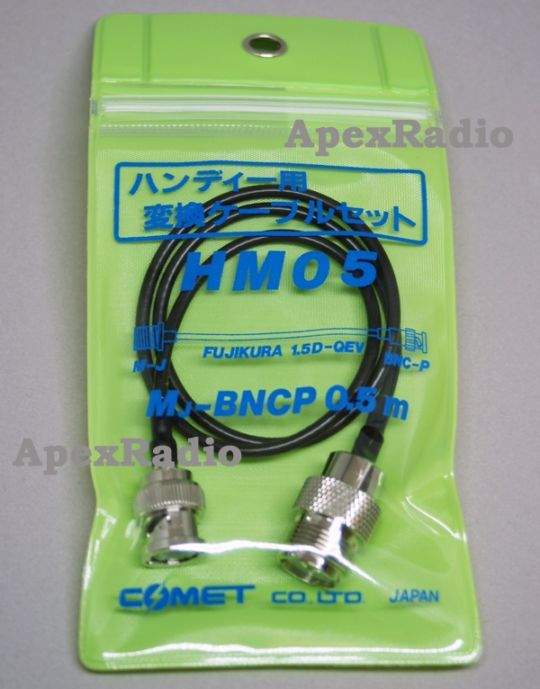 ApexRadio
ハンディー用
変換ケーブルセット
HM05
M-J FUJIKURA 1.5D-QEV BNC-P
MJ-BNCP 0.5m
ApexRadio
COMET CO. LTD. JAPAN